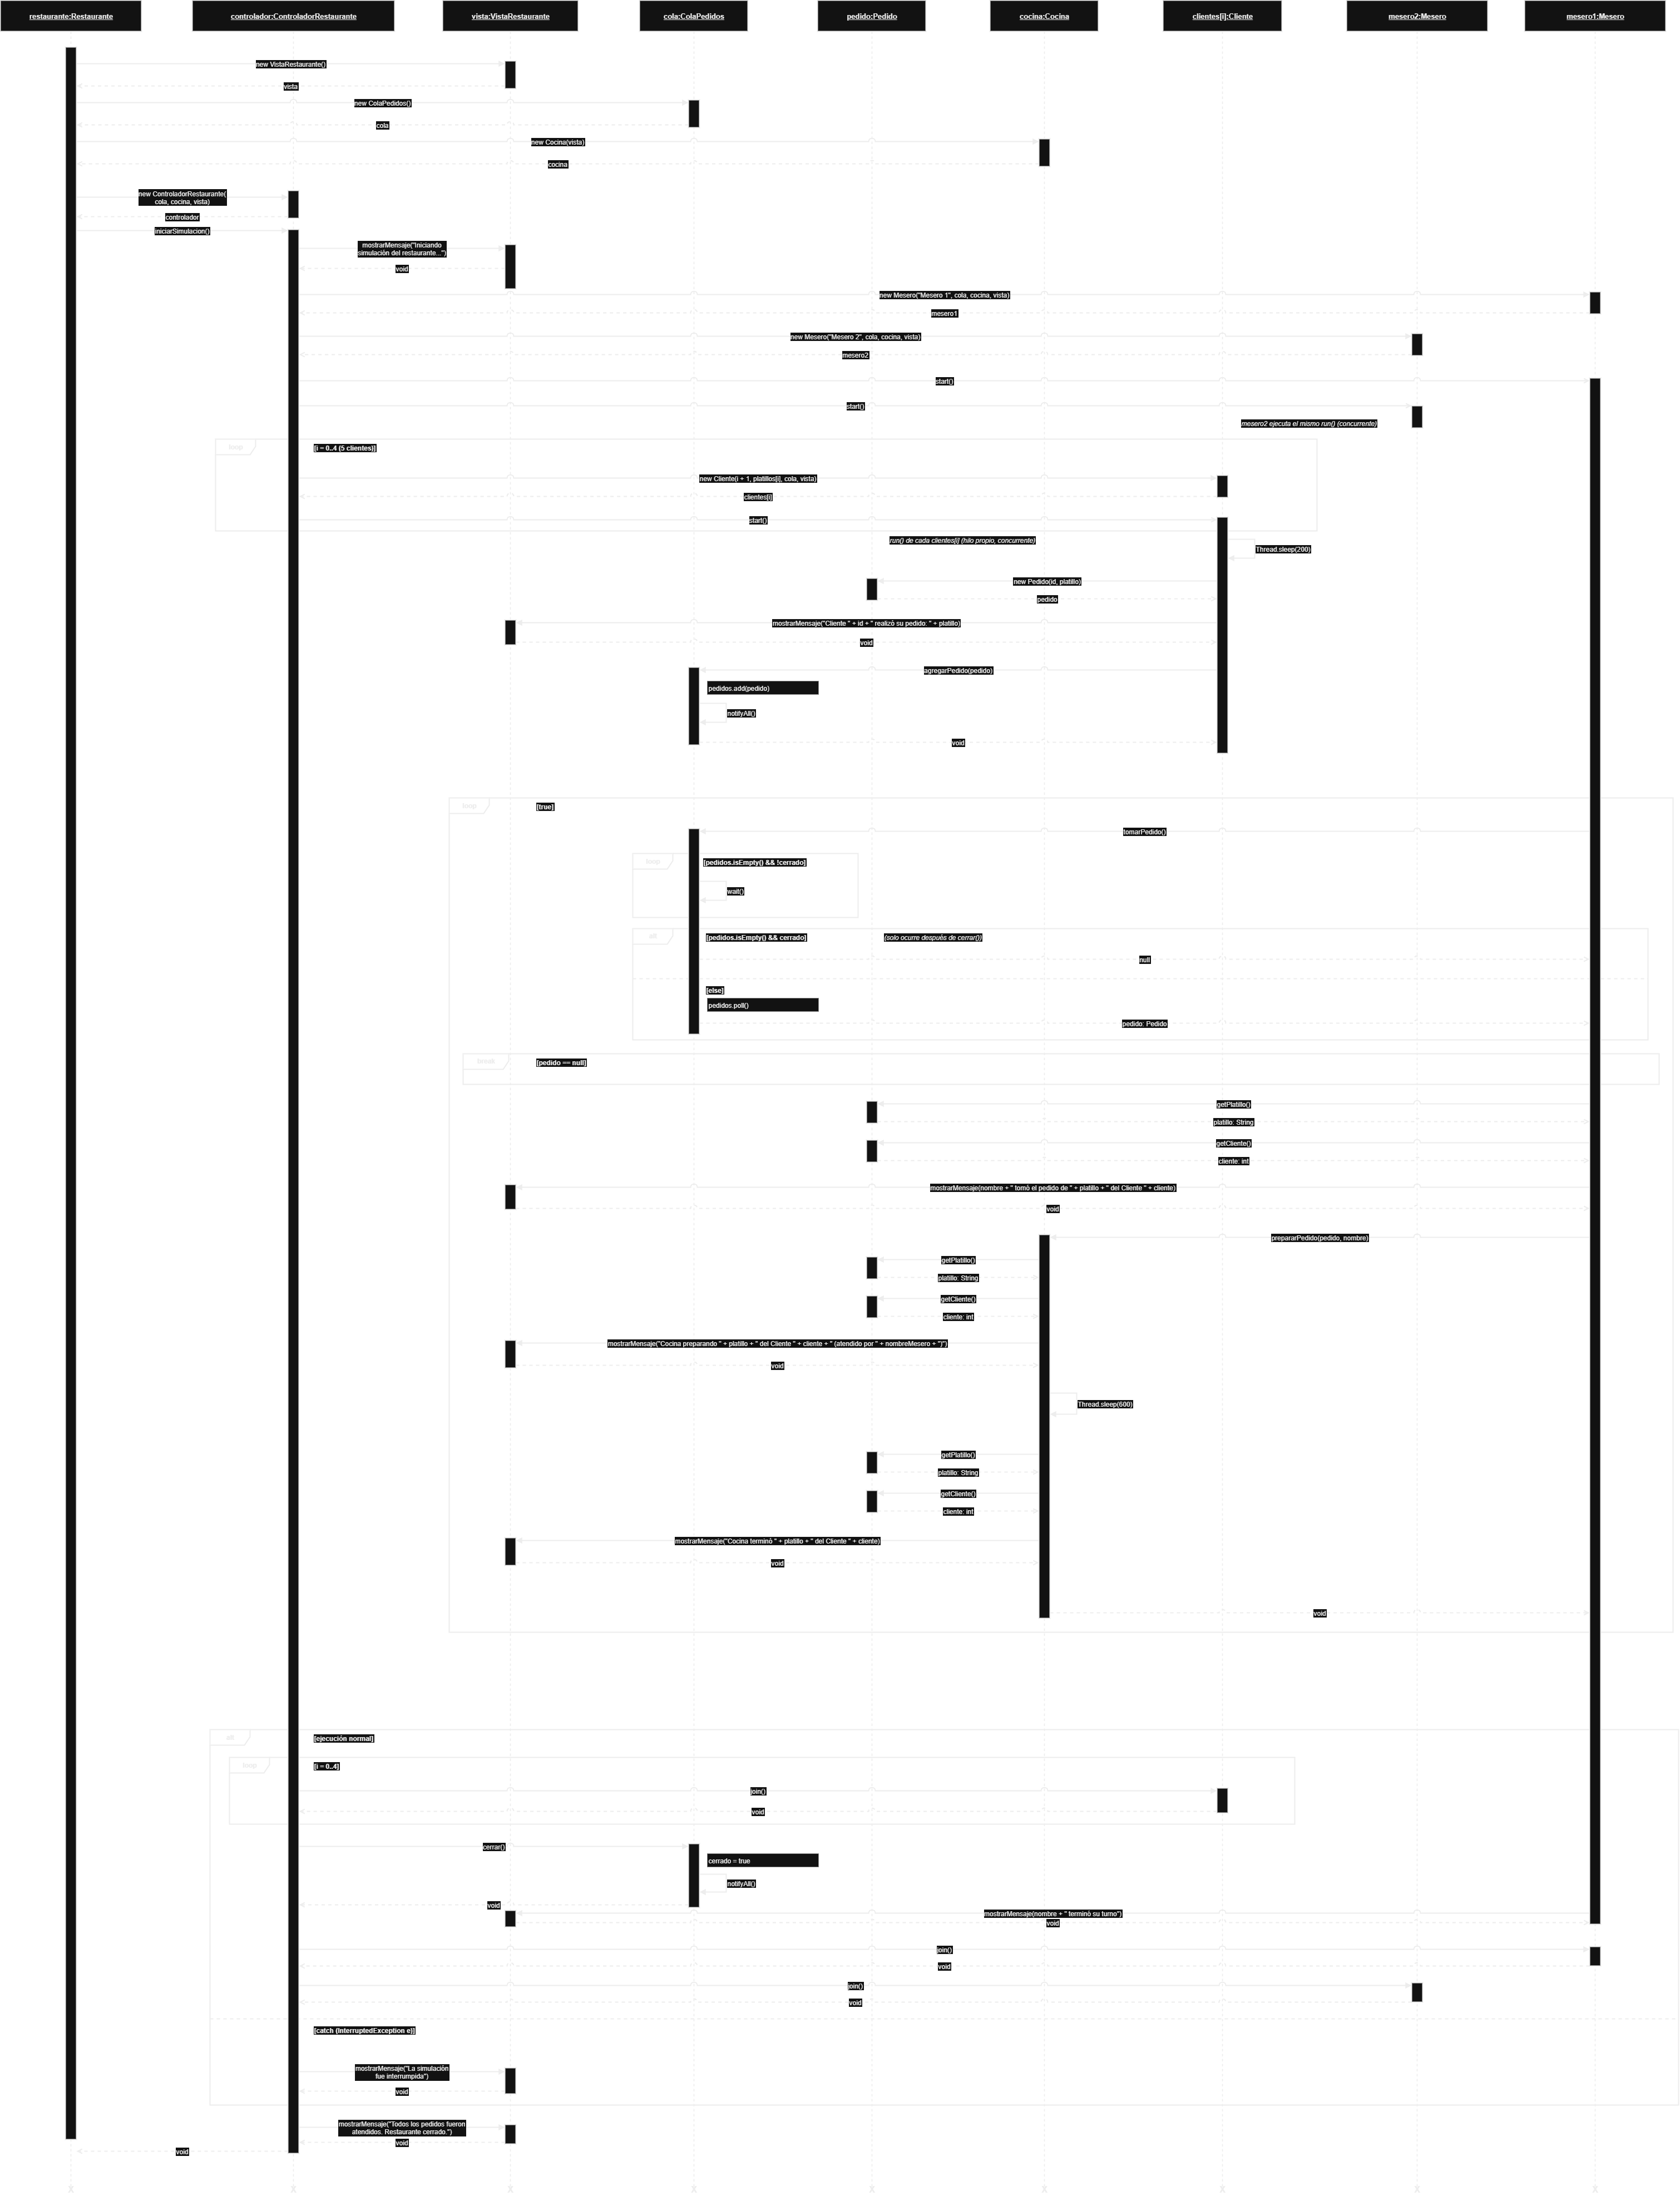 restaurante:Restaurante
controlador:ControladorRestaurante
vista:VistaRestaurante
cola:ColaPedidos
pedido:Pedido
cocina:Cocina
clientes[i]:Cliente
mesero2:Mesero
mesero1:Mesero
new VistaRestaurante()
vista
new ColaPedidos()
cola
new Cocina(vista)
cocina
new ControladorRestaurante(
cola, cocina, vista)
controlador
iniciarSimulacion()
mostrarMensaje("Iniciando
simulación del restaurante...")
void
new Mesero("Mesero 1", cola, cocina, vista)
mesero1
new Mesero("Mesero 2", cola, cocina, vista)
mesero2
start()
start()
mesero2 ejecuta el mismo run() (concurrente)
loop
[i = 0..4 (5 clientes)]
new Cliente(i + 1, platillos[i], cola, vista)
clientes[i]
start()
run() de cada clientes[i] (hilo propio, concurrente)
Thread.sleep(200)
new Pedido(id, platillo)
pedido
mostrarMensaje("Cliente " + id + " realizó su pedido: " + platillo)
void
agregarPedido(pedido)
pedidos.add(pedido)
notifyAll()
void
loop
[true]
tomarPedido()
loop
[pedidos.isEmpty() && !cerrado]
wait()
alt
[pedidos.isEmpty() && cerrado]
(solo ocurre después de cerrar())
null
[else]
pedidos.poll()
pedido: Pedido
break
[pedido == null]
getPlatillo()
platillo: String
getCliente()
cliente: int
mostrarMensaje(nombre + " tomó el pedido de " + platillo + " del Cliente " + cliente)
void
prepararPedido(pedido, nombre)
getPlatillo()
platillo: String
getCliente()
cliente: int
mostrarMensaje("Cocina preparando " + platillo + " del Cliente " + cliente + " (atendido por " + nombreMesero + ")")
void
Thread.sleep(600)
getPlatillo()
platillo: String
getCliente()
cliente: int
mostrarMensaje("Cocina terminó " + platillo + " del Cliente " + cliente)
void
void
alt
[ejecución normal]
loop
[i = 0..4]
join()
void
cerrar()
cerrado = true
notifyAll()
void
mostrarMensaje(nombre + " terminó su turno")
void
join()
void
join()
void
[catch (InterruptedException e)]
mostrarMensaje("La simulación
fue interrumpida")
void
mostrarMensaje("Todos los pedidos fueron
atendidos. Restaurante cerrado.")
void
void